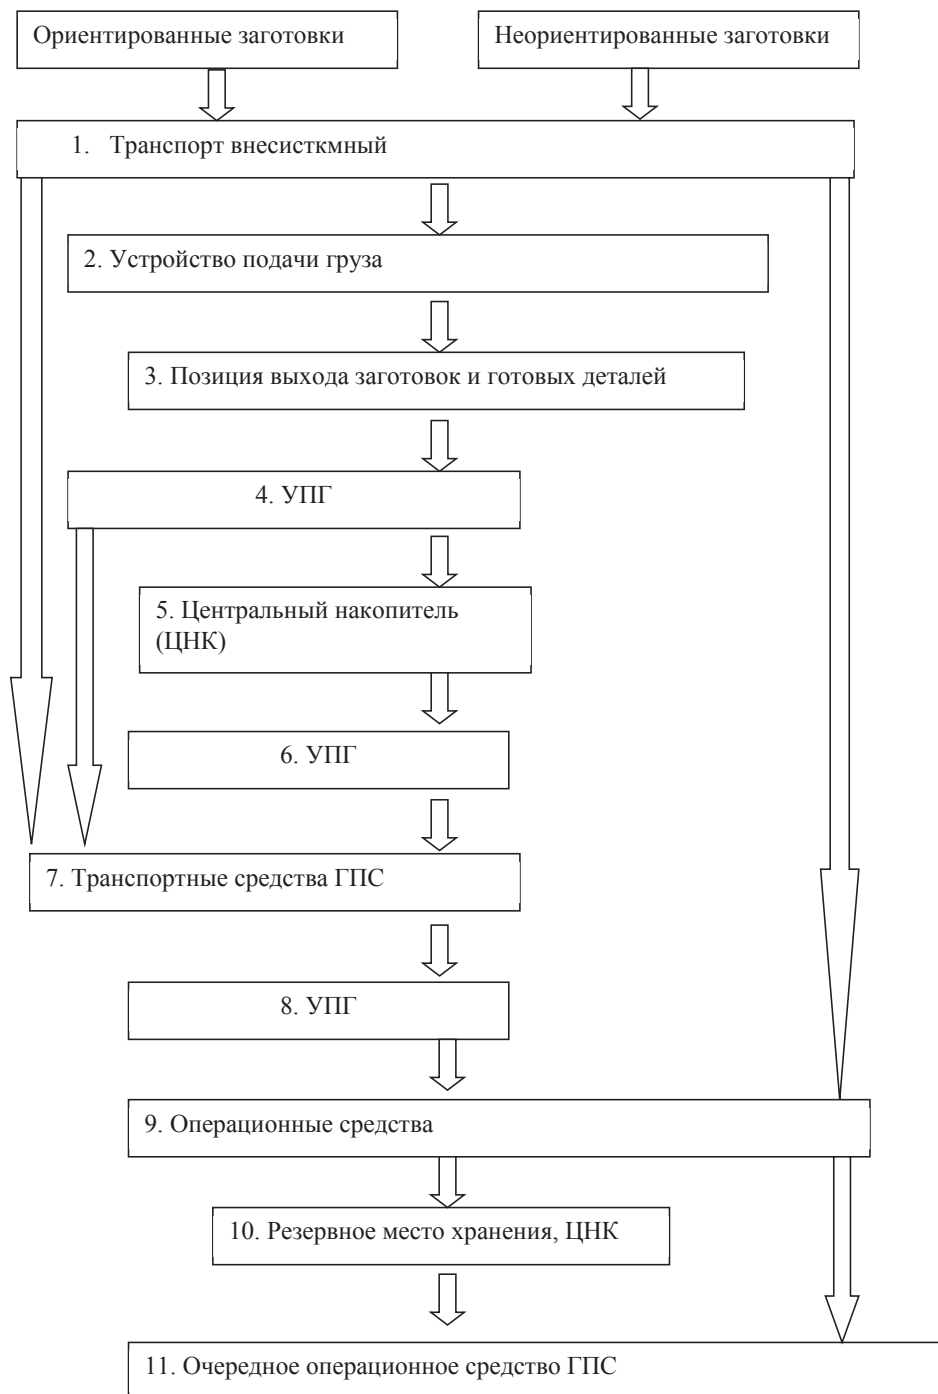 Ориентированные заготовки
Неориентированные заготовки
1. Транспорт внесисткмный
2. Устройство подачи груза
3. Позиция выхода заготовок и готовых деталей
4. УПГ
5. Центральный накопитель
(ЦНК)
6. УПГ
7. Транспортные средства ГПС
8. УПГ
9. Операционные средства
10. Резервное место хранения, ЦНК
11. Очередное операционное средство ГПС